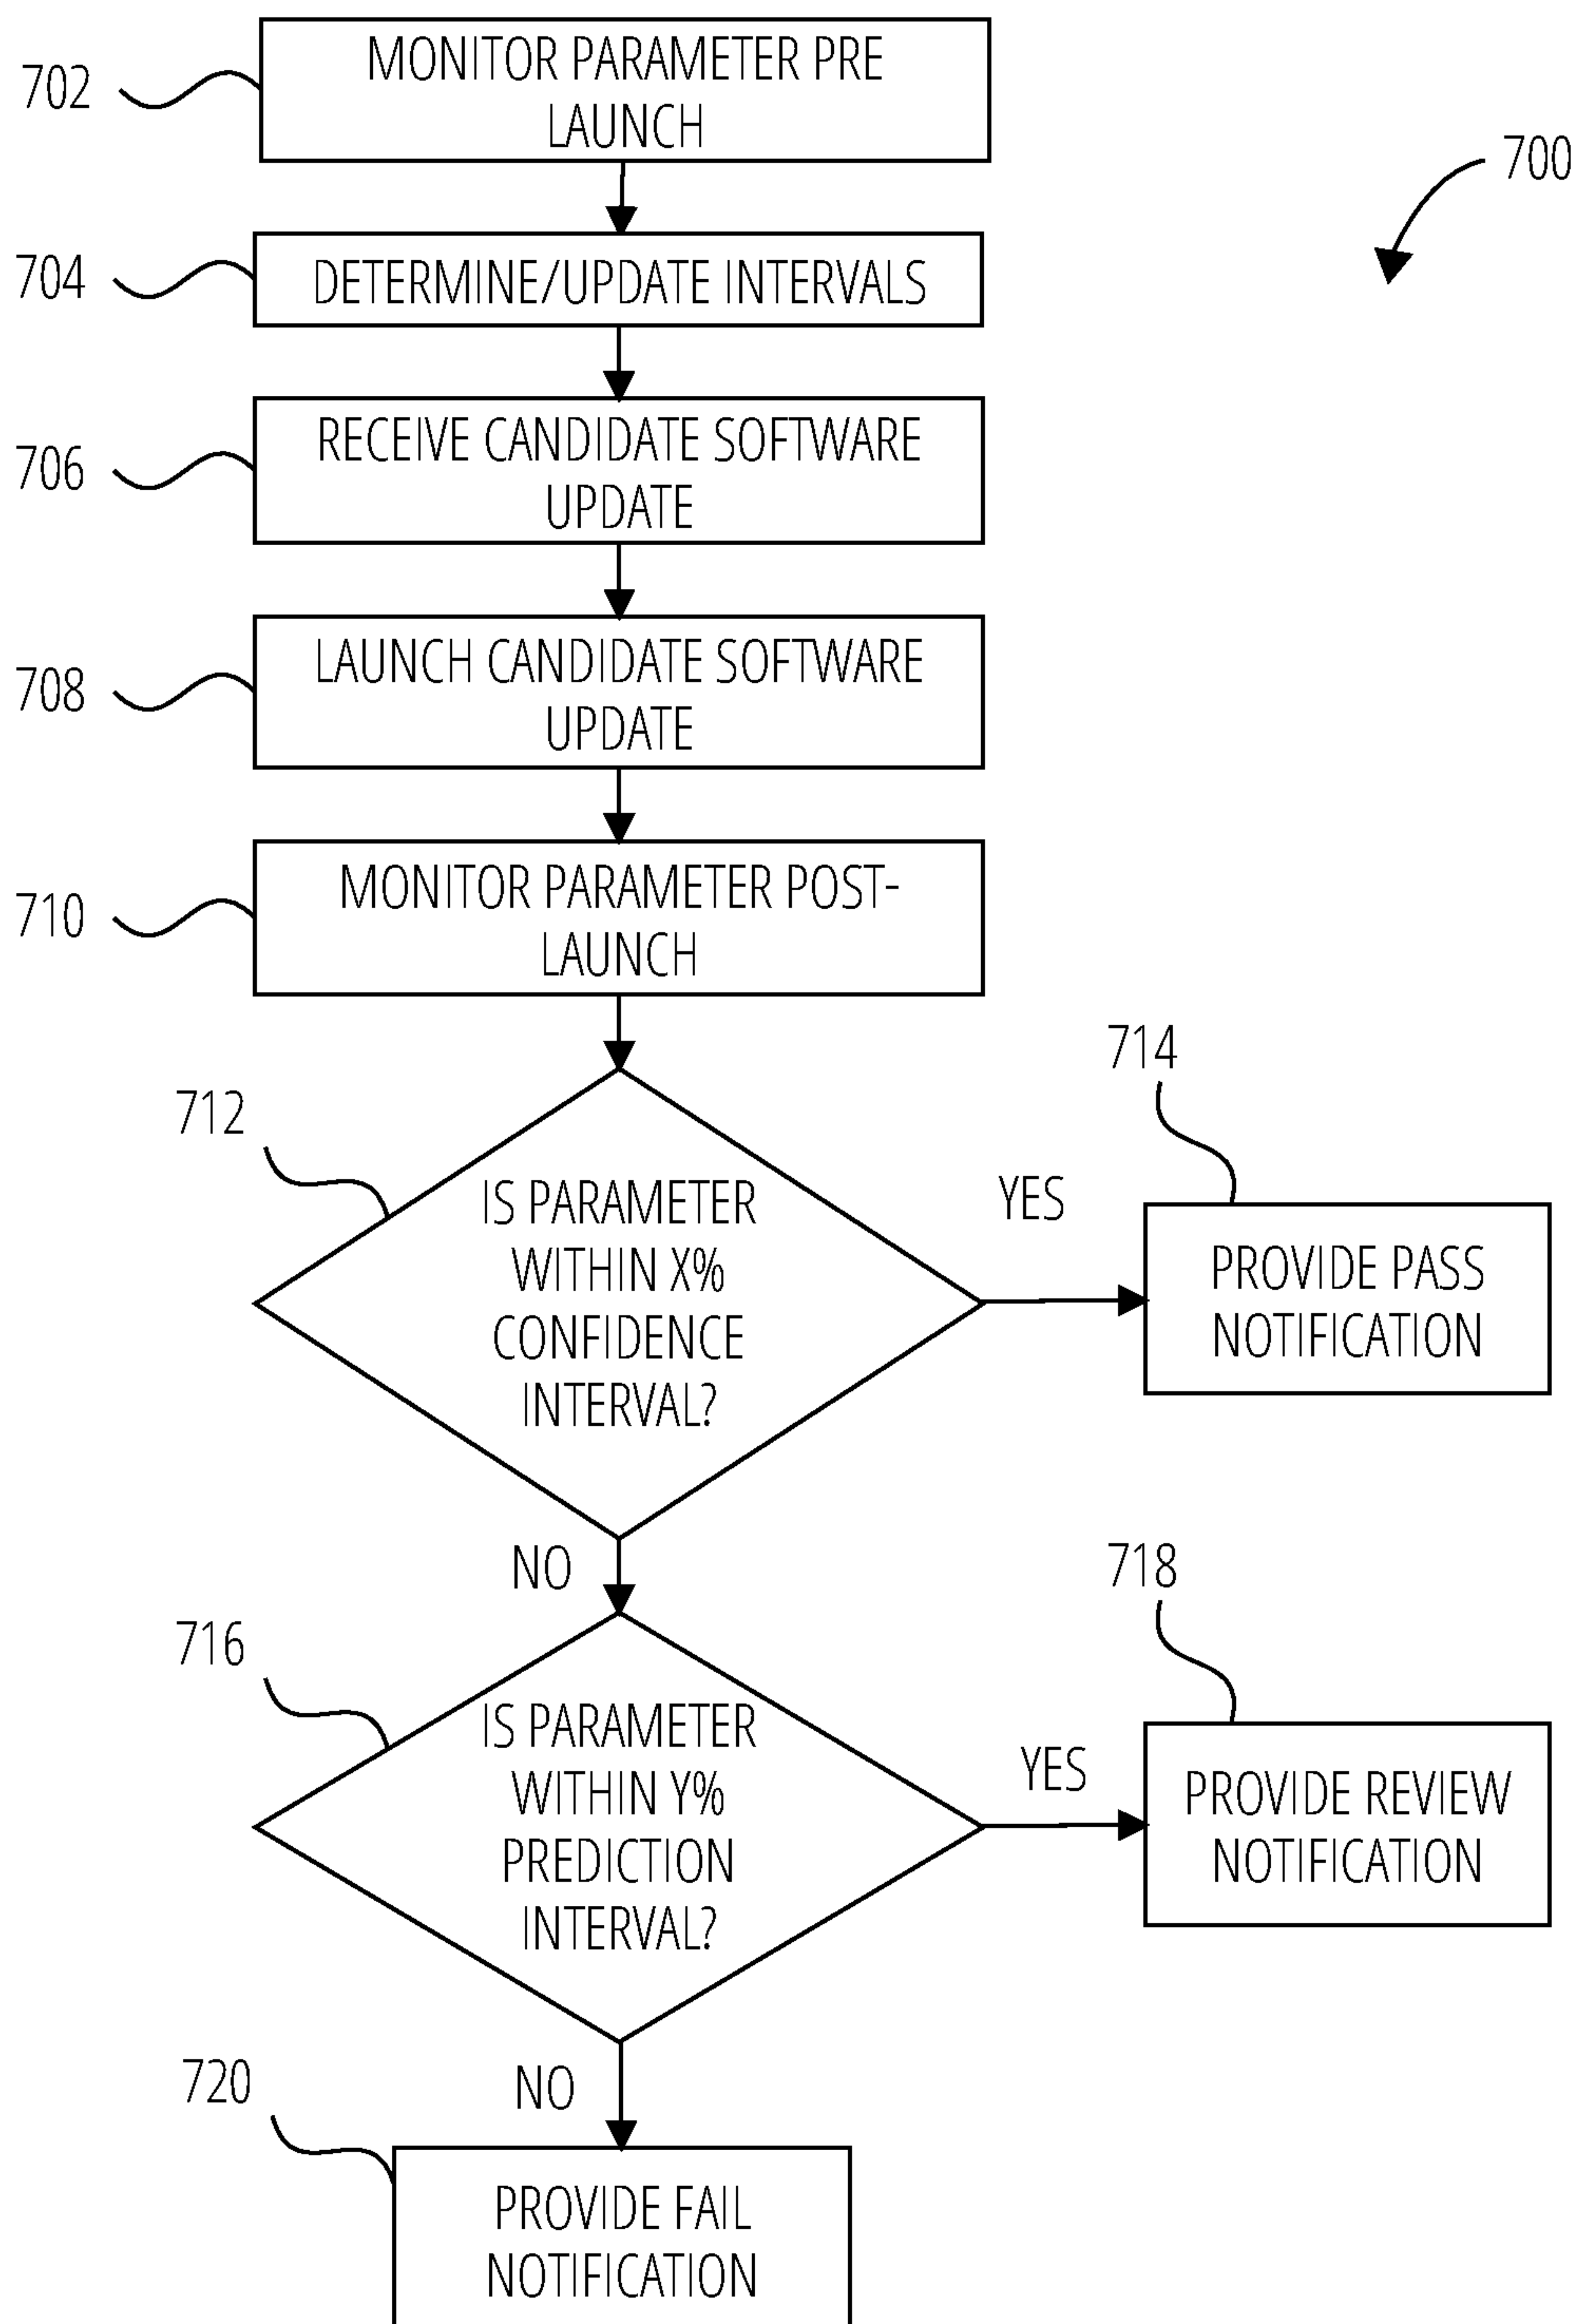 702
MONITOR PARAMETER PRE
LAUNCH
700
704
DETERMINE/UPDATE INTERVALS
706
RECEIVE CANDIDATE SOFTWARE
UPDATE
708
LAUNCH CANDIDATE SOFTWARE
UPDATE
710
MONITOR PARAMETER POST-
LAUNCH
712
IS PARAMETER
WITHIN X%
CONFIDENCE
INTERVAL?
YES
714
PROVIDE PASS
NOTIFICATION
NO
716
IS PARAMETER
WITHIN Y%
PREDICTION
INTERVAL?
YES
718
PROVIDE REVIEW
NOTIFICATION
NO
720
PROVIDE FAIL
NOTIFICATION